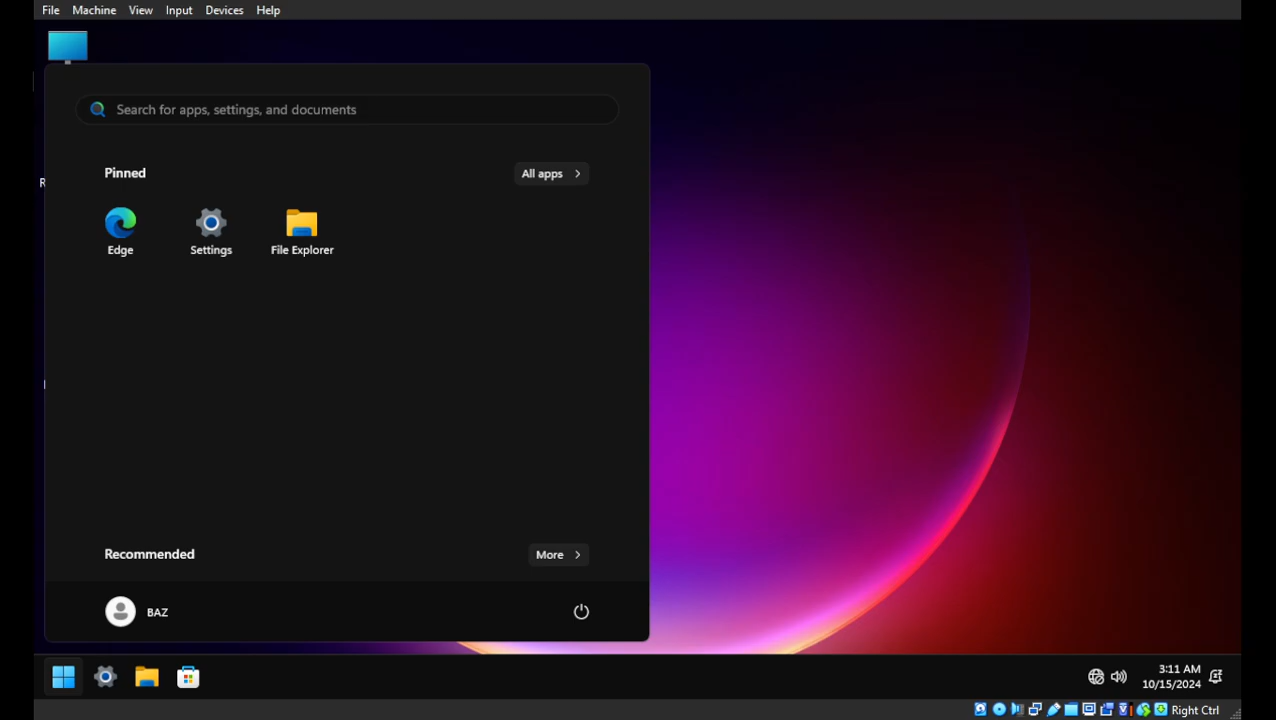 File Machine View Input Devices Help
Search for apps, settings, and documents
Pinned
All apps
Edge
Settings
File Explorer
Recommended
More
BAZ
3:11 AM
10/15/2024
Right Ctrl